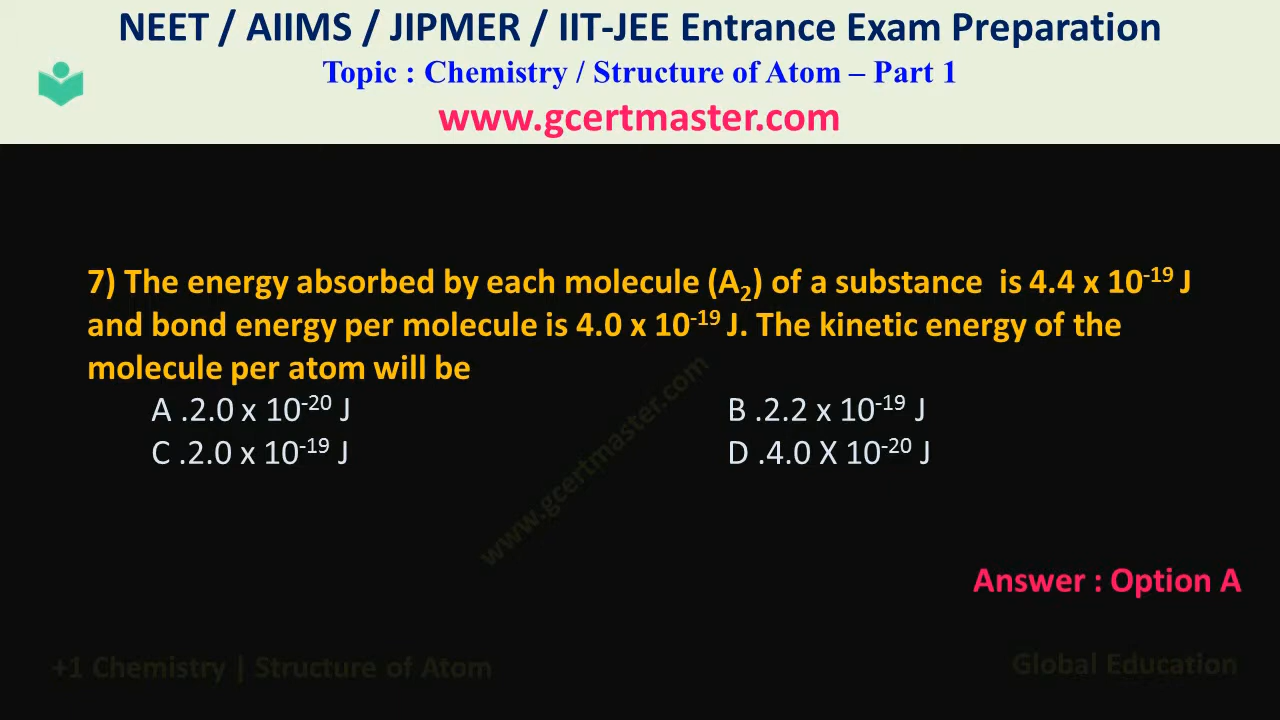 NEET / AIIMS / JIPMER / IIT-JEE Entrance Exam Preparation
Topic : Chemistry / Structure of Atom – Part 1
www.gcertmaster.com
7) The energy absorbed by each molecule (A₂) of a substance is 4.4 x 10⁻¹⁹ J
and bond energy per molecule is 4.0 x 10⁻¹⁹ J. The kinetic energy of the
molecule per atom will be
A .2.0 x 10⁻²⁰ J B .2.2 x 10⁻¹⁹ J
C .2.0 x 10⁻¹⁹ J D .4.0 X 10⁻²⁰ J
www.gcertmaster.com
Answer : Option A
+1 Chemistry | Structure of Atom Global Education